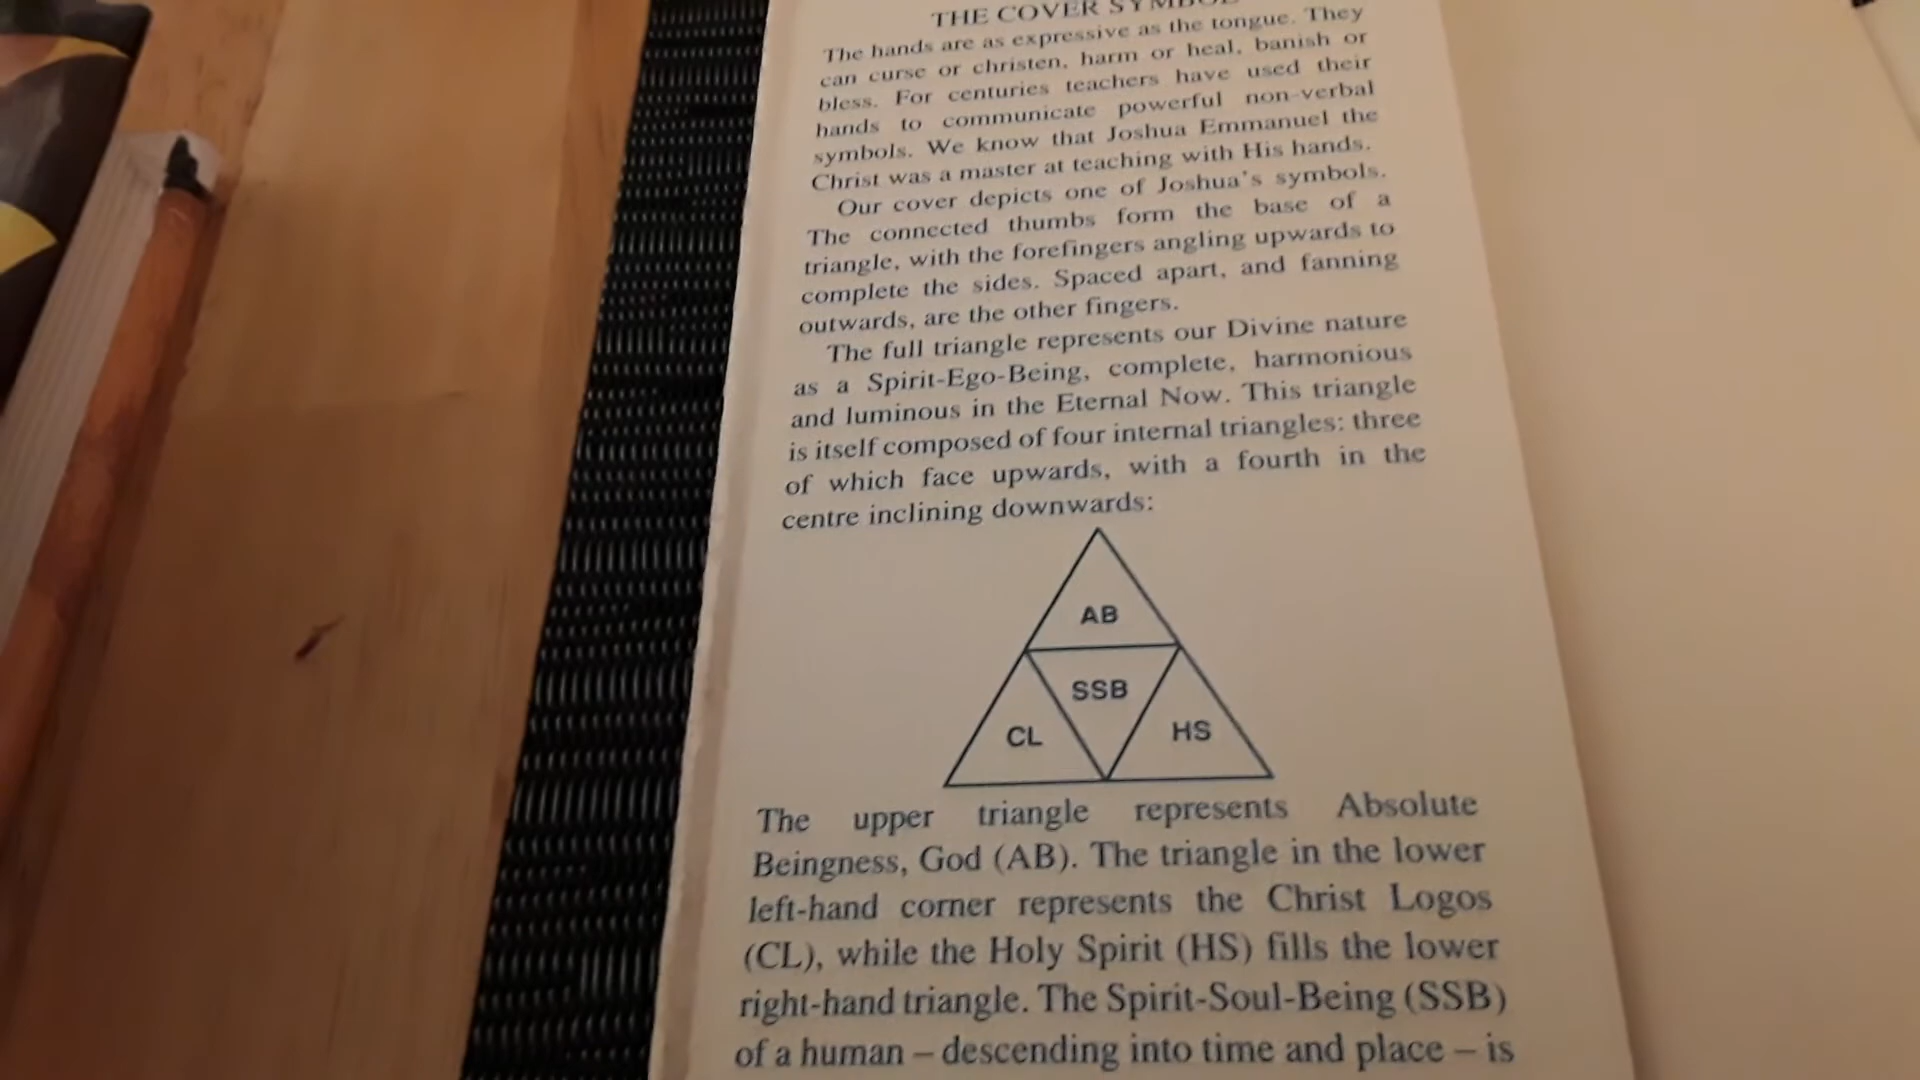 THE COVER SYMBOL
The hands are as expressive as the tongue. They
can curse or christen, harm or heal, banish or
bless. For centuries teachers have used their
hands to communicate powerful non-verbal
symbols. We know that Joshua Emmanuel the
Christ was a master at teaching with His hands.
Our cover depicts one of Joshua's symbols.
The connected thumbs form the base of a
triangle, with the forefingers angling upwards to
complete the sides. Spaced apart, and fanning
outwards, are the other fingers.
The full triangle represents our Divine nature
as a Spirit-Ego-Being, complete, harmonious
and luminous in the Eternal Now. This triangle
is itself composed of four internal triangles: three
of which face upwards, with a fourth in the
centre inclining downwards:
AB
SSB
CL HS
The upper triangle represents Absolute
Beingness, God (AB). The triangle in the lower
left-hand corner represents the Christ Logos
(CL), while the Holy Spirit (HS) fills the lower
right-hand triangle. The Spirit-Soul-Being (SSB)
of a human – descending into time and place – is